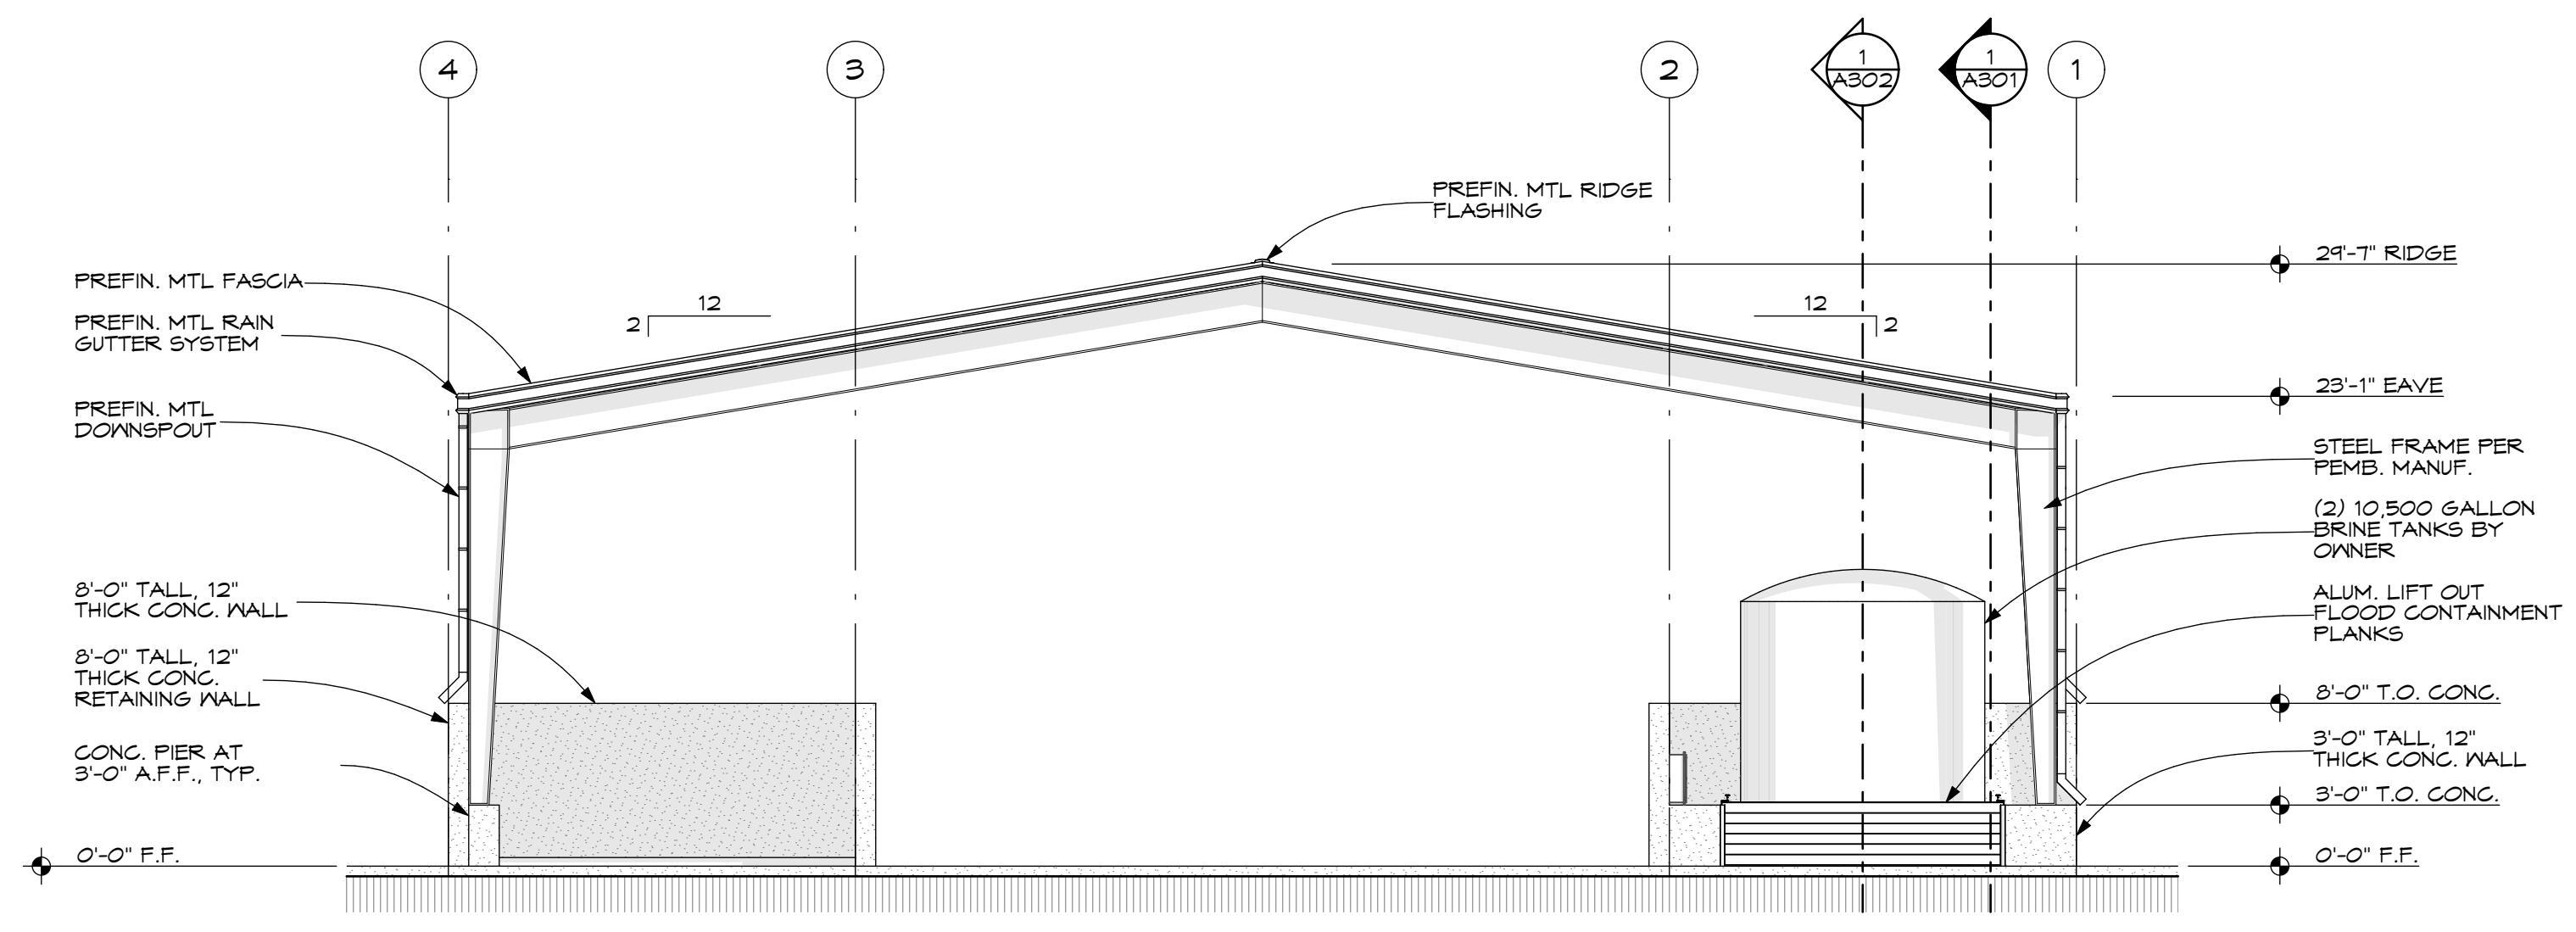 4
3
2
1
A302
1
A301
1
PREFIN. MTL RIDGE
FLASHING
29'-7" RIDGE
PREFIN. MTL FASCIA
12
2
12
2
PREFIN. MTL RAIN
GUTTER SYSTEM
23'-1" EAVE
PREFIN. MTL
DOWNSPOUT
STEEL FRAME PER
PEMB. MANUF.
(2) 10,500 GALLON
BRINE TANKS BY
OWNER
8'-0" TALL, 12"
THICK CONC. WALL
ALUM. LIFT OUT
FLOOD CONTAINMENT
PLANKS
8'-0" TALL, 12"
THICK CONC.
RETAINING WALL
8'-0" T.O. CONC.
CONC. PIER AT
3'-0" A.F.F., TYP.
3'-0" TALL, 12"
THICK CONC. WALL
3'-0" T.O. CONC.
0'-0" F.F.
0'-0" F.F.